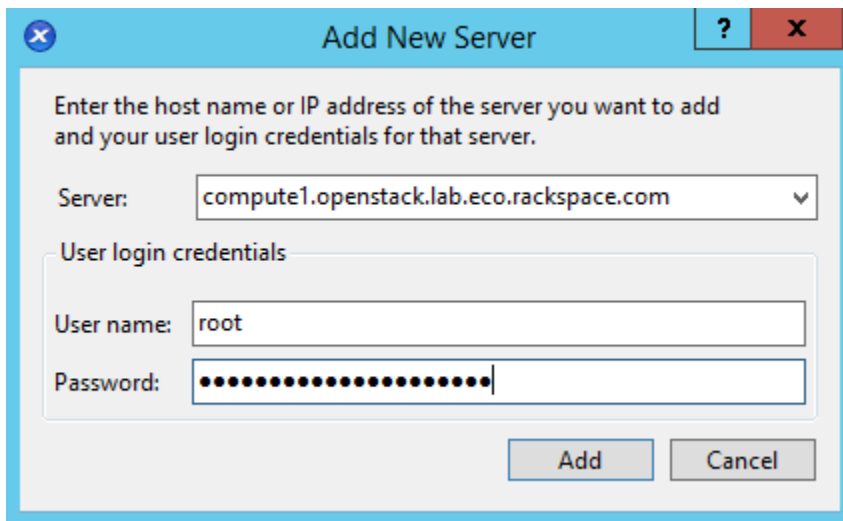 Add New Server
?
x
Enter the host name or IP address of the server you want to add
and your user login credentials for that server.
Server: compute1.openstack.lab.eco.rackspace.com
User login credentials
User name: root
Password: ●●●●●●●●●●●●●●●●●●●●●
Add Cancel